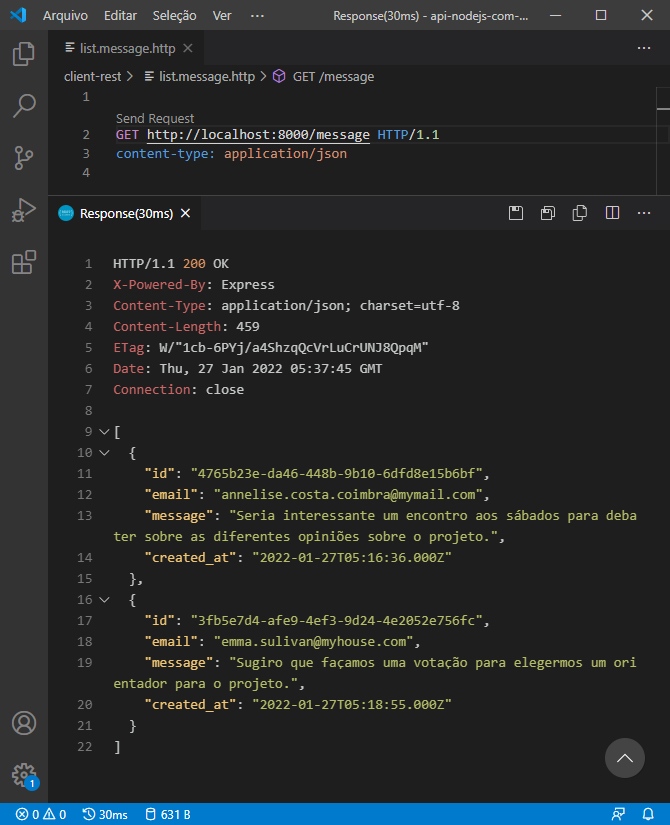 Arquivo Editar Seleção Ver ··· Response(30ms) - api-nodejs-com-...
list.message.http
client-rest > list.message.http > GET /message
1
Send Request
2 GET http://localhost:8000/message HTTP/1.1
3 content-type: application/json
4
Response(30ms)
1 HTTP/1.1 200 OK
2 X-Powered-By: Express
3 Content-Type: application/json; charset=utf-8
4 Content-Length: 459
5 ETag: W/"1cb-6PYj/a4ShzqQcVrLuCrUNJ8QpqM"
6 Date: Thu, 27 Jan 2022 05:37:45 GMT
7 Connection: close
8
9 [
10 {
11 "id": "4765b23e-da46-448b-9b10-6dfd8e15b6bf",
12 "email": "annelise.costa.coimbra@mymail.com",
13 "message": "Seria interessante um encontro aos sábados para deba
ter sobre as diferentes opiniões sobre o projeto.",
14 "created_at": "2022-01-27T05:16:36.000Z"
15 },
16 {
17 "id": "3fb5e7d4-afe9-4ef3-9d24-4e2052e756fc",
18 "email": "emma.sulivan@myhouse.com",
19 "message": "Sugiro que façamos uma votação para elegermos um ori
entador para o projeto.",
20 "created_at": "2022-01-27T05:18:55.000Z"
21 }
22 ]
1
0 0 30ms 631 B